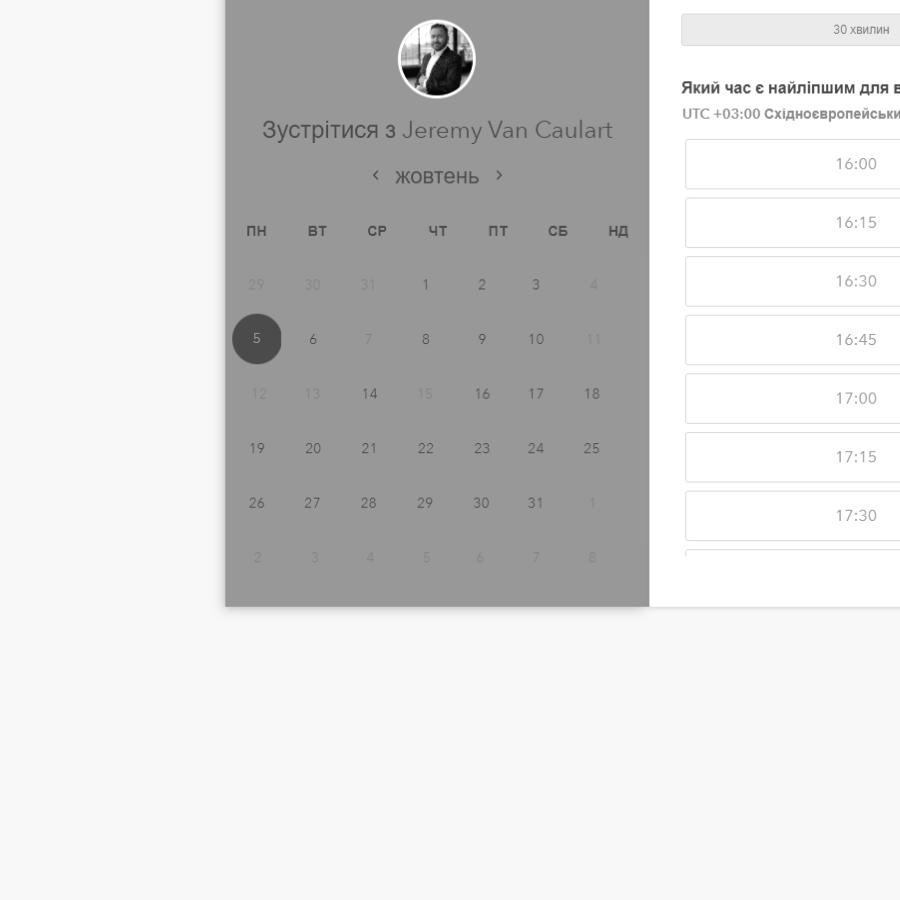 Зустрітися з Jeremy Van Caulart
жовтень
ПН ВТ СР ЧТ ПТ СБ НД
29 30 31 1 2 3 4
5 6 7 8 9 10 11
12 13 14 15 16 17 18
19 20 21 22 23 24 25
26 27 28 29 30 31 1
2 3 4 5 6 7 8
30 хвилин
Який час є найліпшим для в
UTC +03:00 Східноєвропейськи
16:00
16:15
16:30
16:45
17:00
17:15
17:30